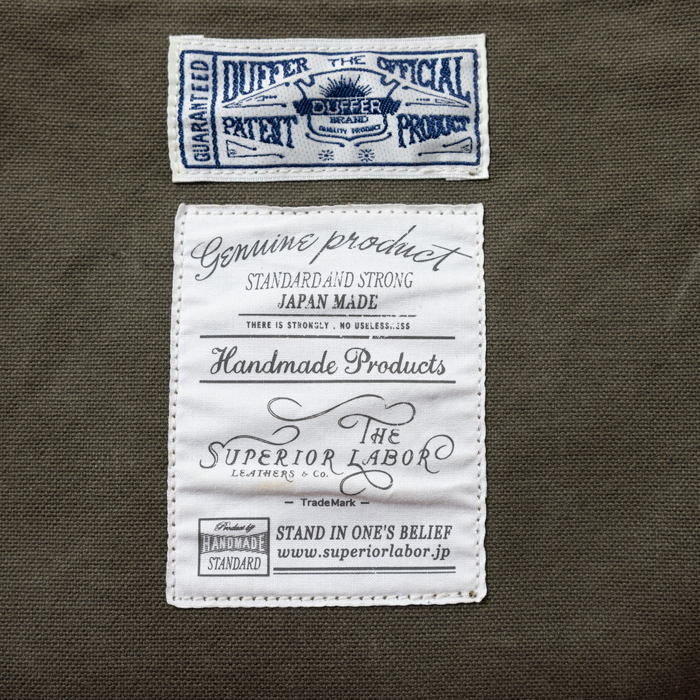 GUARANTEED
DUFFER THE OFFICIAL
DUFFER
BRAND
QUALITY PRODUCT
PATENT PRODUCT
Genuine product
STANDARD AND STRONG
JAPAN MADE
THERE IS STRONGLY . NO USELESSNESS
Handmade Products
THE
SUPERIOR LABOR
LEATHERS & Co.
— TradeMark —
Product by
HANDMADE
STANDARD
STAND IN ONE'S BELIEF
www.superiorlabor.jp